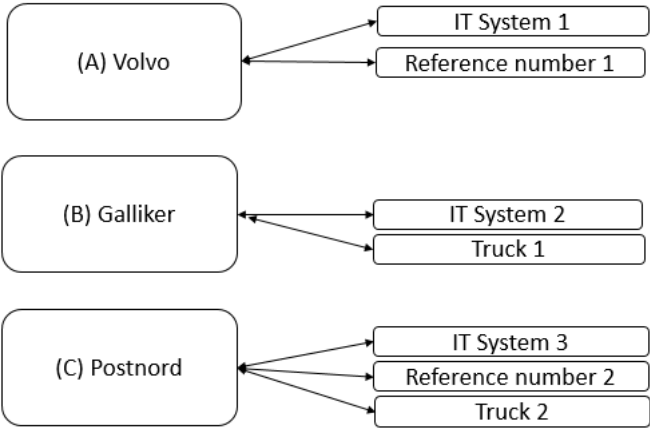 (A) Volvo
IT System 1
Reference number 1
(B) Galliker
IT System 2
Truck 1
(C) Postnord
IT System 3
Reference number 2
Truck 2